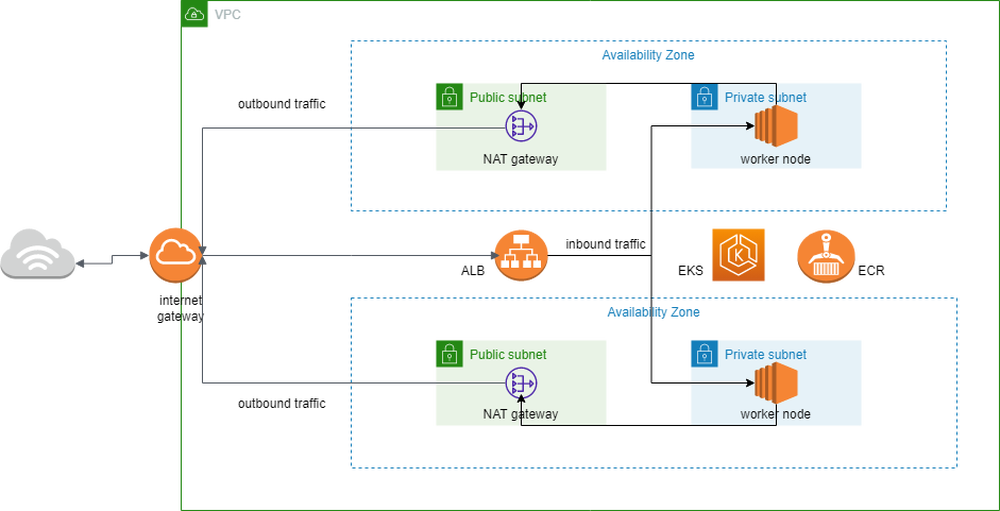 VPC
Availability Zone
outbound traffic
Public subnet
Private subnet
NAT gateway
worker node
inbound traffic
ALB
EKS
K
ECR
internet
gateway
Availability Zone
Public subnet
Private subnet
outbound traffic
NAT gateway
worker node